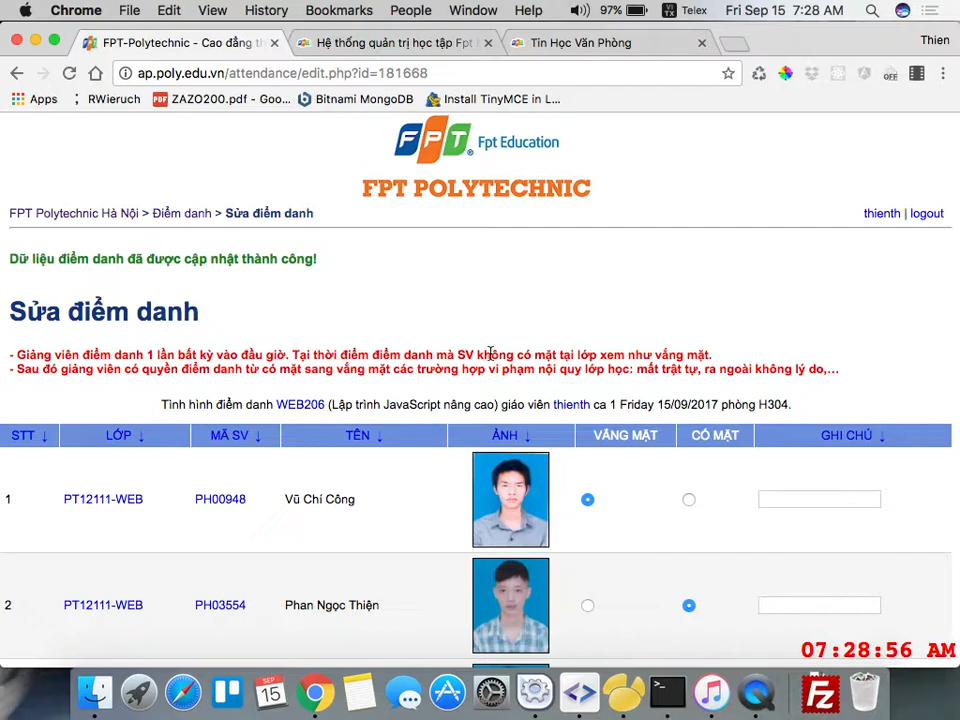 Chrome File Edit View History Bookmarks People Window Help 97% VI TX Telex Fri Sep 15 7:28 AM
FPT-Polytechnic - Cao đẳng th Hệ thống quản trị học tập Fpt Tin Học Văn Phòng Thien
ap.poly.edu.vn/attendance/edit.php?id=181668 OFF
Apps RWieruch PDF ZAZO200.pdf - Goo... Bitnami MongoDB Install TinyMCE in L...
FPT Fpt Education
FPT POLYTECHNIC
FPT Polytechnic Hà Nội > Điểm danh > Sửa điểm danh thienth | logout
Dữ liệu điểm danh đã được cập nhật thành công!
Sửa điểm danh
- Giảng viên điểm danh 1 lần bất kỳ vào đầu giờ. Tại thời điểm điểm danh mà SV không có mặt tại lớp xem như vắng mặt.
- Sau đó giảng viên có quyền điểm danh từ có mặt sang vắng mặt các trường hợp vi phạm nội quy lớp học: mất trật tự, ra ngoài không lý do,...
Tình hình điểm danh WEB206 (Lập trình JavaScript nâng cao) giáo viên thienth ca 1 Friday 15/09/2017 phòng H304.
STT ↓ LỚP ↓ MÃ SV ↓ TÊN ↓ ẢNH ↓ VẮNG MẶT CÓ MẶT GHI CHÚ ↓
1 PT12111-WEB PH00948 Vũ Chí Công
2 PT12111-WEB PH03554 Phan Ngọc Thiện
07:28:56 AM
SEP
15
Fz